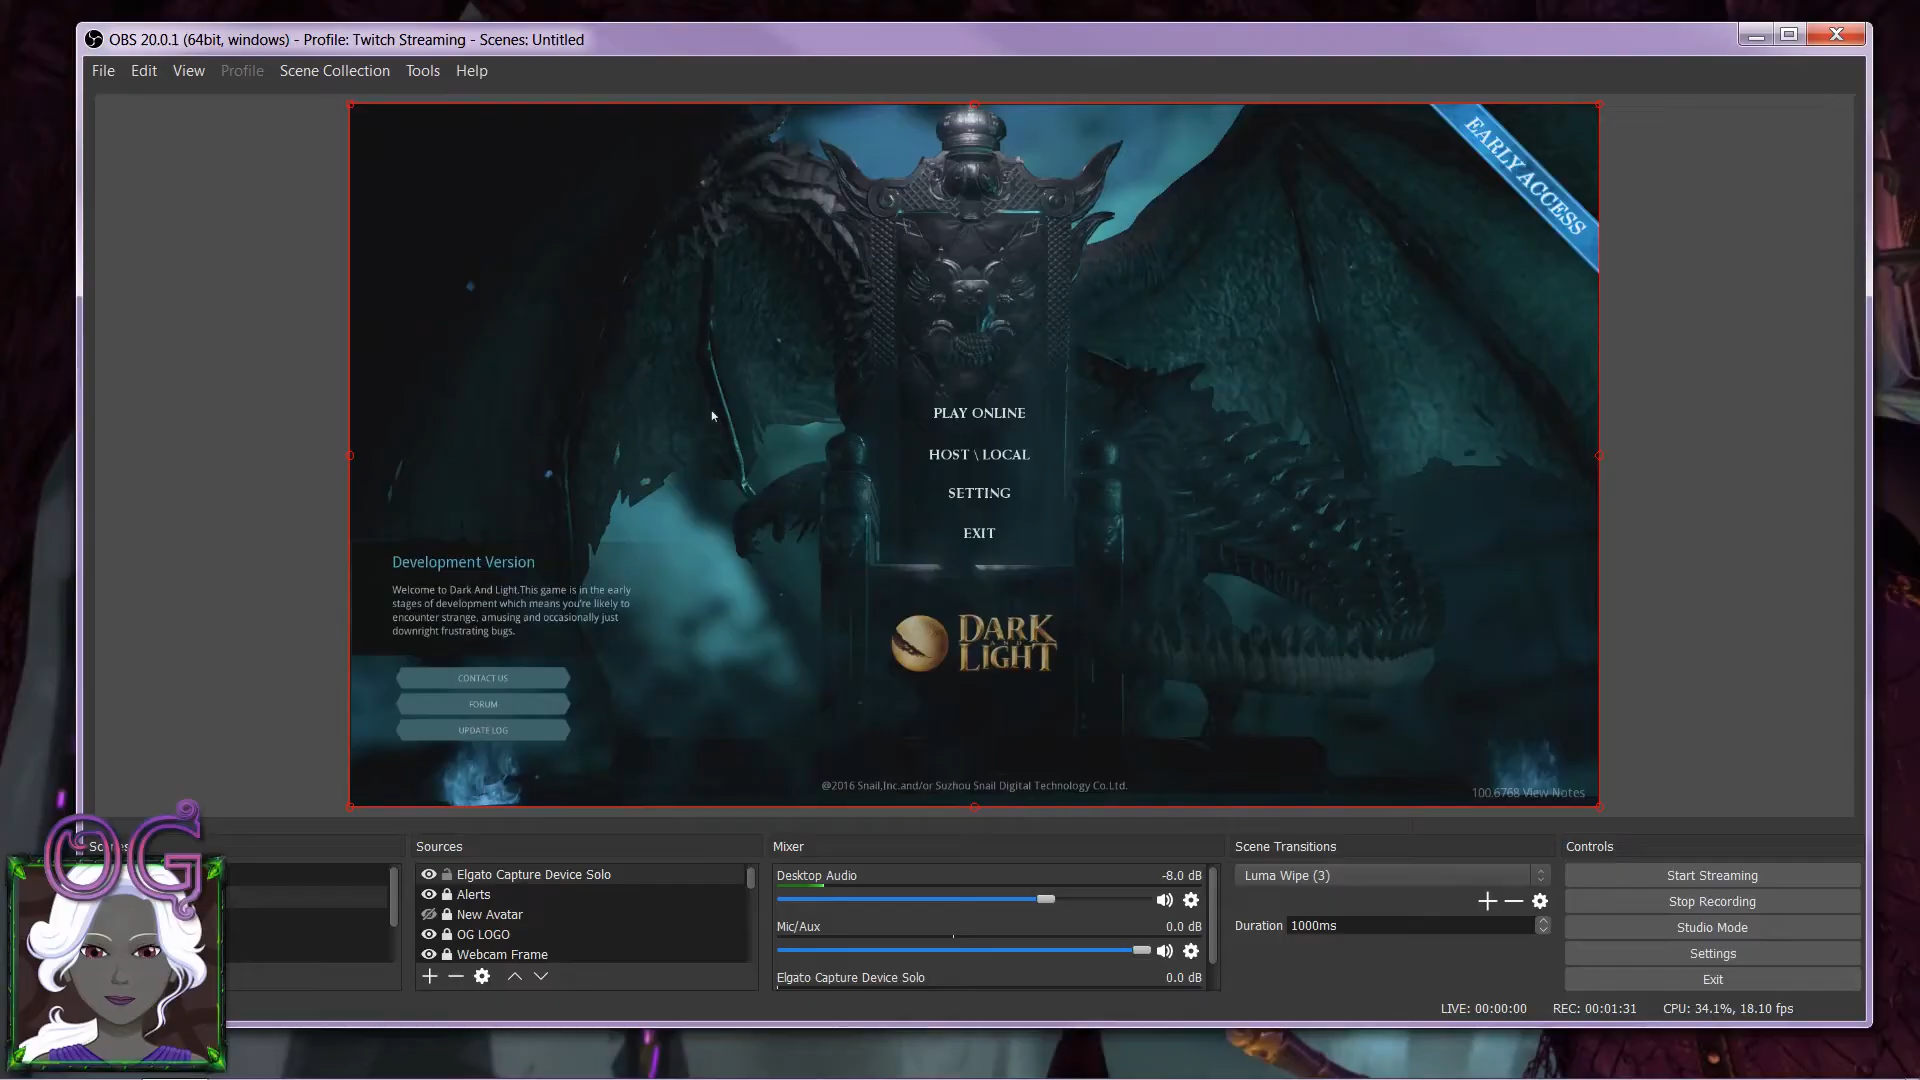 OBS 20.0.1 (64bit, windows) - Profile: Twitch Streaming - Scenes: Untitled
File Edit View Profile Scene Collection Tools Help
EARLY ACCESS
PLAY ONLINE
HOST \ LOCAL
SETTING
EXIT
Development Version
Welcome to Dark And Light.This game is in the early
stages of development which means you're likely to
encounter strange, amusing and occasionally just
downright frustrating bugs.
DARK
AND
LIGHT
CONTACT US
FORUM
UPDATE LOG
@2016 Snail,Inc.and/or Suzhou Snail Digital Technology Co.Ltd.
100.6768 View Notes
OG
Scenes
Sources
Elgato Capture Device Solo
Alerts
New Avatar
OG LOGO
Webcam Frame
Mixer
Desktop Audio -8.0 dB
Mic/Aux 0.0 dB
Elgato Capture Device Solo 0.0 dB
Scene Transitions
Luma Wipe (3)
Duration 1000ms
Controls
Start Streaming
Stop Recording
Studio Mode
Settings
Exit
LIVE: 00:00:00 REC: 00:01:31 CPU: 34.1%, 18.10 fps